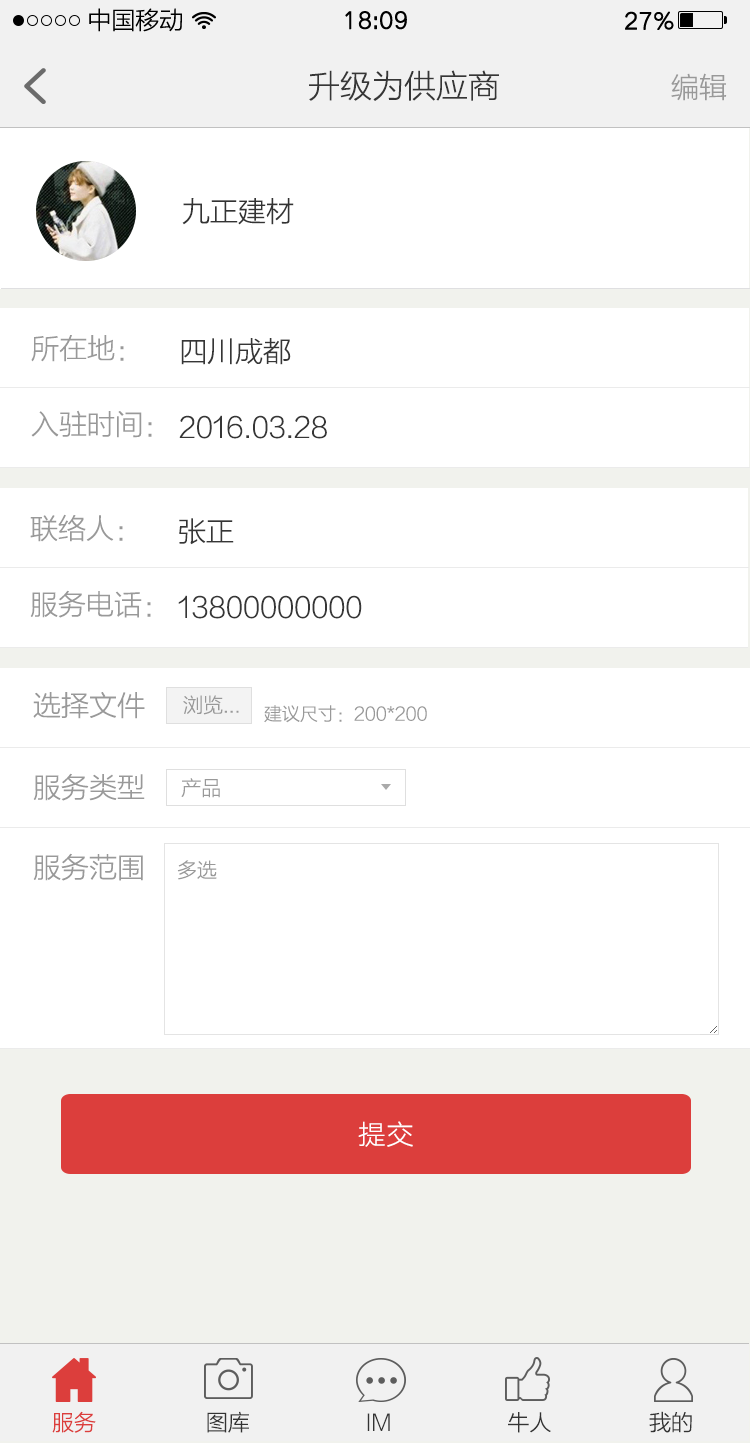 中国移动 18:09 27%
升级为供应商 编辑
九正建材
所在地： 四川成都
入驻时间： 2016.03.28
联络人： 张正
服务电话： 13800000000
选择文件 浏览... 建议尺寸：200*200
服务类型 产品
服务范围 多选
提交
服务 图库 IM 牛人 我的